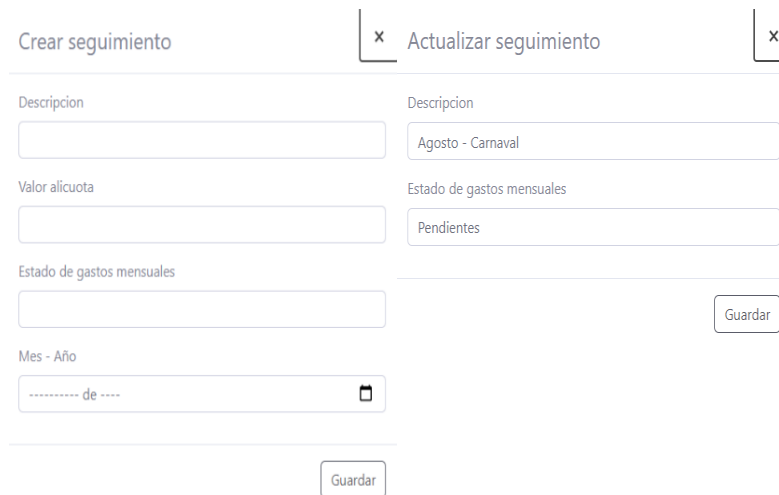 Crear seguimiento
×
Descripcion
Valor alicuota
Estado de gastos mensuales
Mes - Año
---------- de ----
Guardar
Actualizar seguimiento
×
Descripcion
Agosto - Carnaval
Estado de gastos mensuales
Pendientes
Guardar